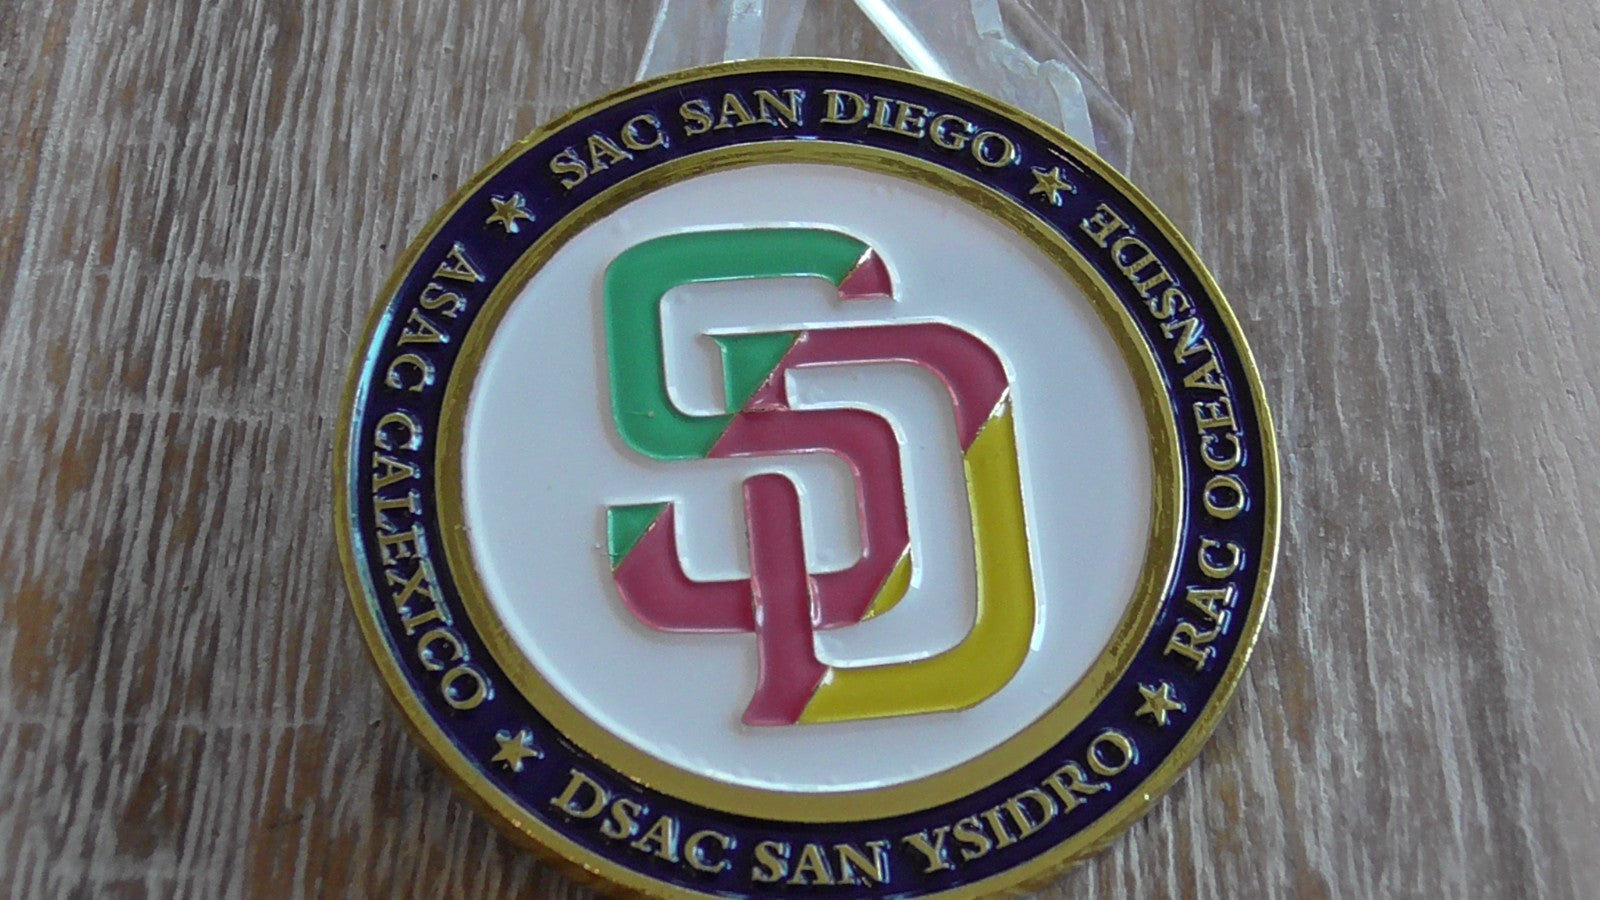 SAC SAN DIEGO
RAC OCEANSIDE
DSAC SAN YSIDRO
ASAC CALEXICO
SD